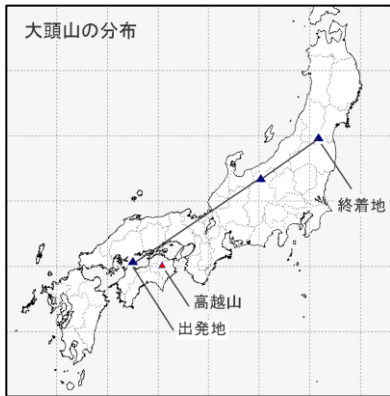 大頭山の分布
終着地
高越山
出発地